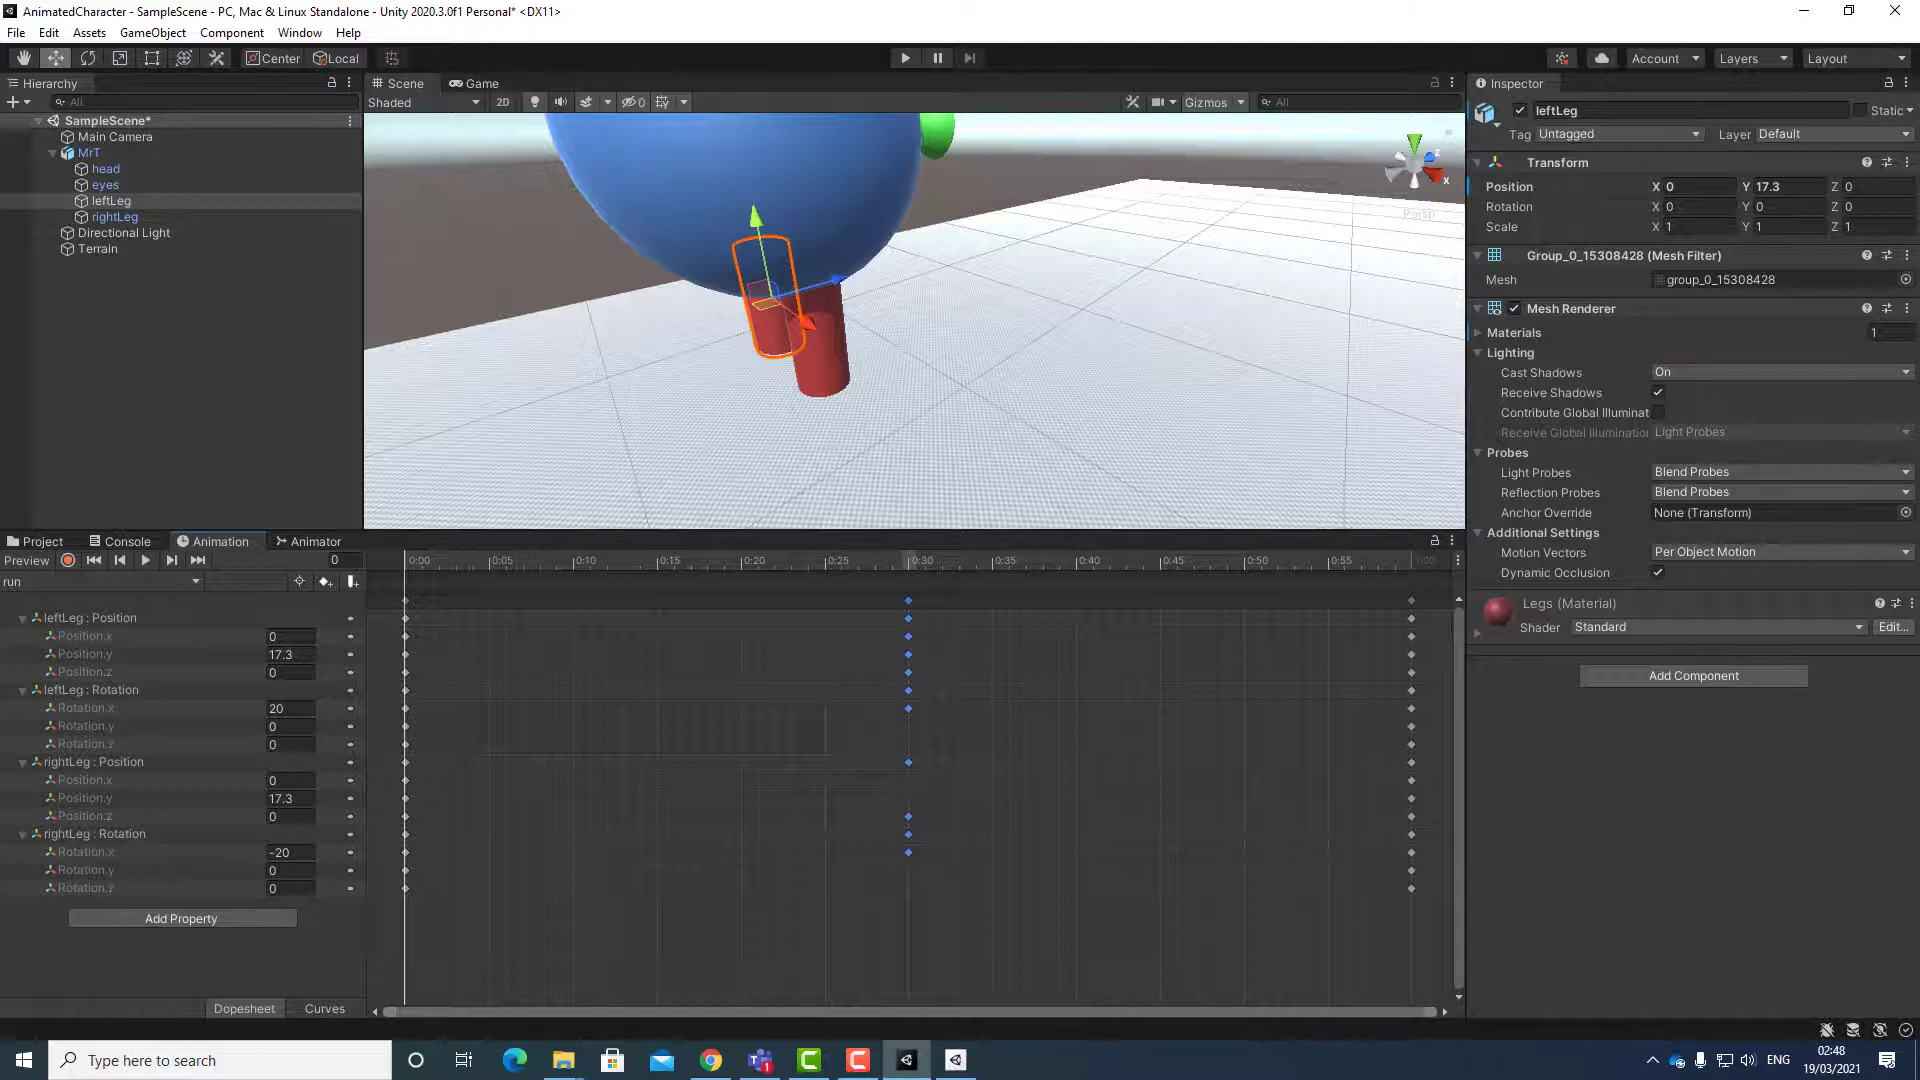 AnimatedCharacter - SampleScene - PC, Mac & Linux Standalone - Unity 2020.3.0f1 Personal* <DX11>
File Edit Assets GameObject Component Window Help
Center Local Account Layers Layout
Hierarchy
All
SampleScene*
Main Camera
MrT
head
eyes
leftLeg
rightLeg
Directional Light
Terrain
Scene Game
Shaded 2D 0 Gizmos All
z
x
Persp
Inspector
leftLeg Static
Tag Untagged Layer Default
Transform
Position X 0 Y 17.3 Z 0
Rotation X 0 Y 0 Z 0
Scale X 1 Y 1 Z 1
Group_0_15308428 (Mesh Filter)
Mesh group_0_15308428
Mesh Renderer
Materials 1
Lighting
Cast Shadows On
Receive Shadows
Contribute Global Illuminat
Receive Global Illumination Light Probes
Probes
Light Probes Blend Probes
Reflection Probes Blend Probes
Anchor Override None (Transform)
Additional Settings
Motion Vectors Per Object Motion
Dynamic Occlusion
Legs (Material)
Shader Standard Edit...
Add Component
Project Console Animation Animator
Preview 0
0:00 0:05 0:10 0:15 0:20 0:25 0:30 0:35 0:40 0:45 0:50 0:55 1:00
run
leftLeg : Position
Position.x 0
Position.y 17.3
Position.z 0
leftLeg : Rotation
Rotation.x 20
Rotation.y 0
Rotation.z 0
rightLeg : Position
Position.x 0
Position.y 17.3
Position.z 0
rightLeg : Rotation
Rotation.x -20
Rotation.y 0
Rotation.z 0
Add Property
Dopesheet Curves
Type here to search
1
ENG
02:48
19/03/2021